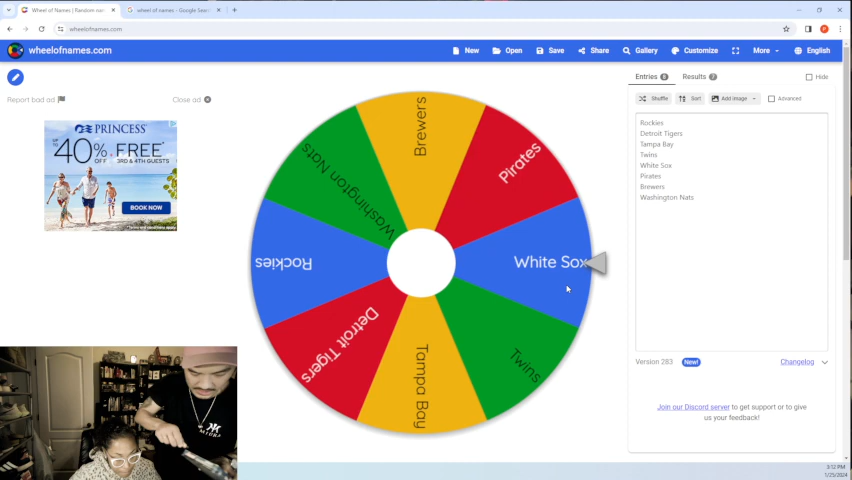 Wheel of Names | Random name
wheel of names - Google Search
wheelofnames.com
wheelofnames.com
New
Open
Save
Share
Gallery
Customize
More
English
Report bad ad
Close ad
PRINCESS
UP TO
40% OFF
FREE
3RD & 4TH GUESTS
BOOK NOW
Brewers
Pirates
White Sox
Twins
Tampa Bay
Detroit Tigers
Rockies
Washington Nats
Entries 8
Results 7
Hide
Shuffle
Sort
Add image
Advanced
Rockies
Detroit Tigers
Tampa Bay
Twins
White Sox
Pirates
Brewers
Washington Nats
Version 283
New!
Changelog
Join our Discord server to get support or to give
us your feedback!
3:12 PM
1/25/2024